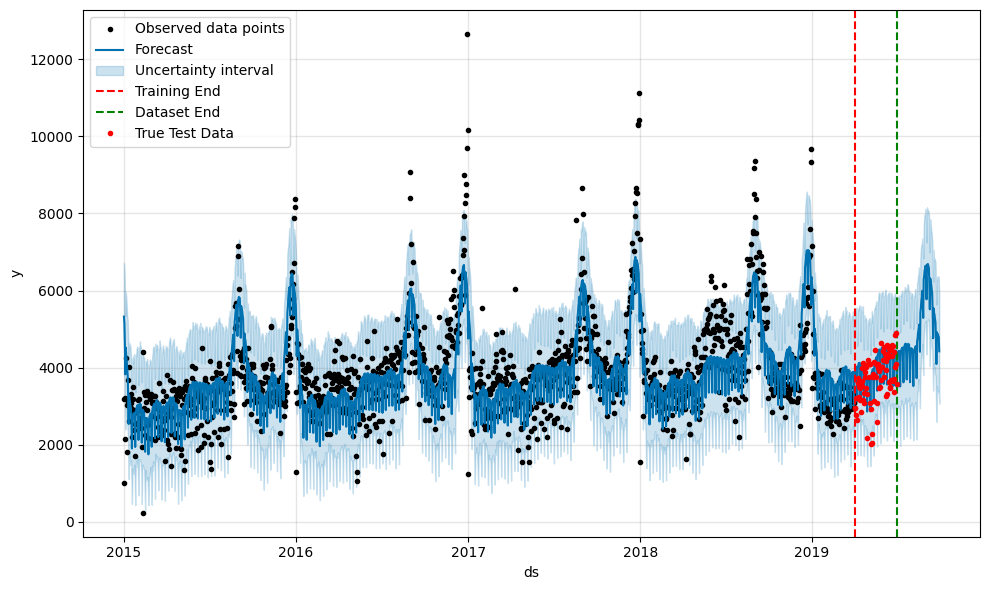 Observed data points
Forecast
Uncertainty interval
Training End
Dataset End
True Test Data
12000
10000
8000
6000
4000
2000
0
y
2015
2016
2017
2018
2019
ds